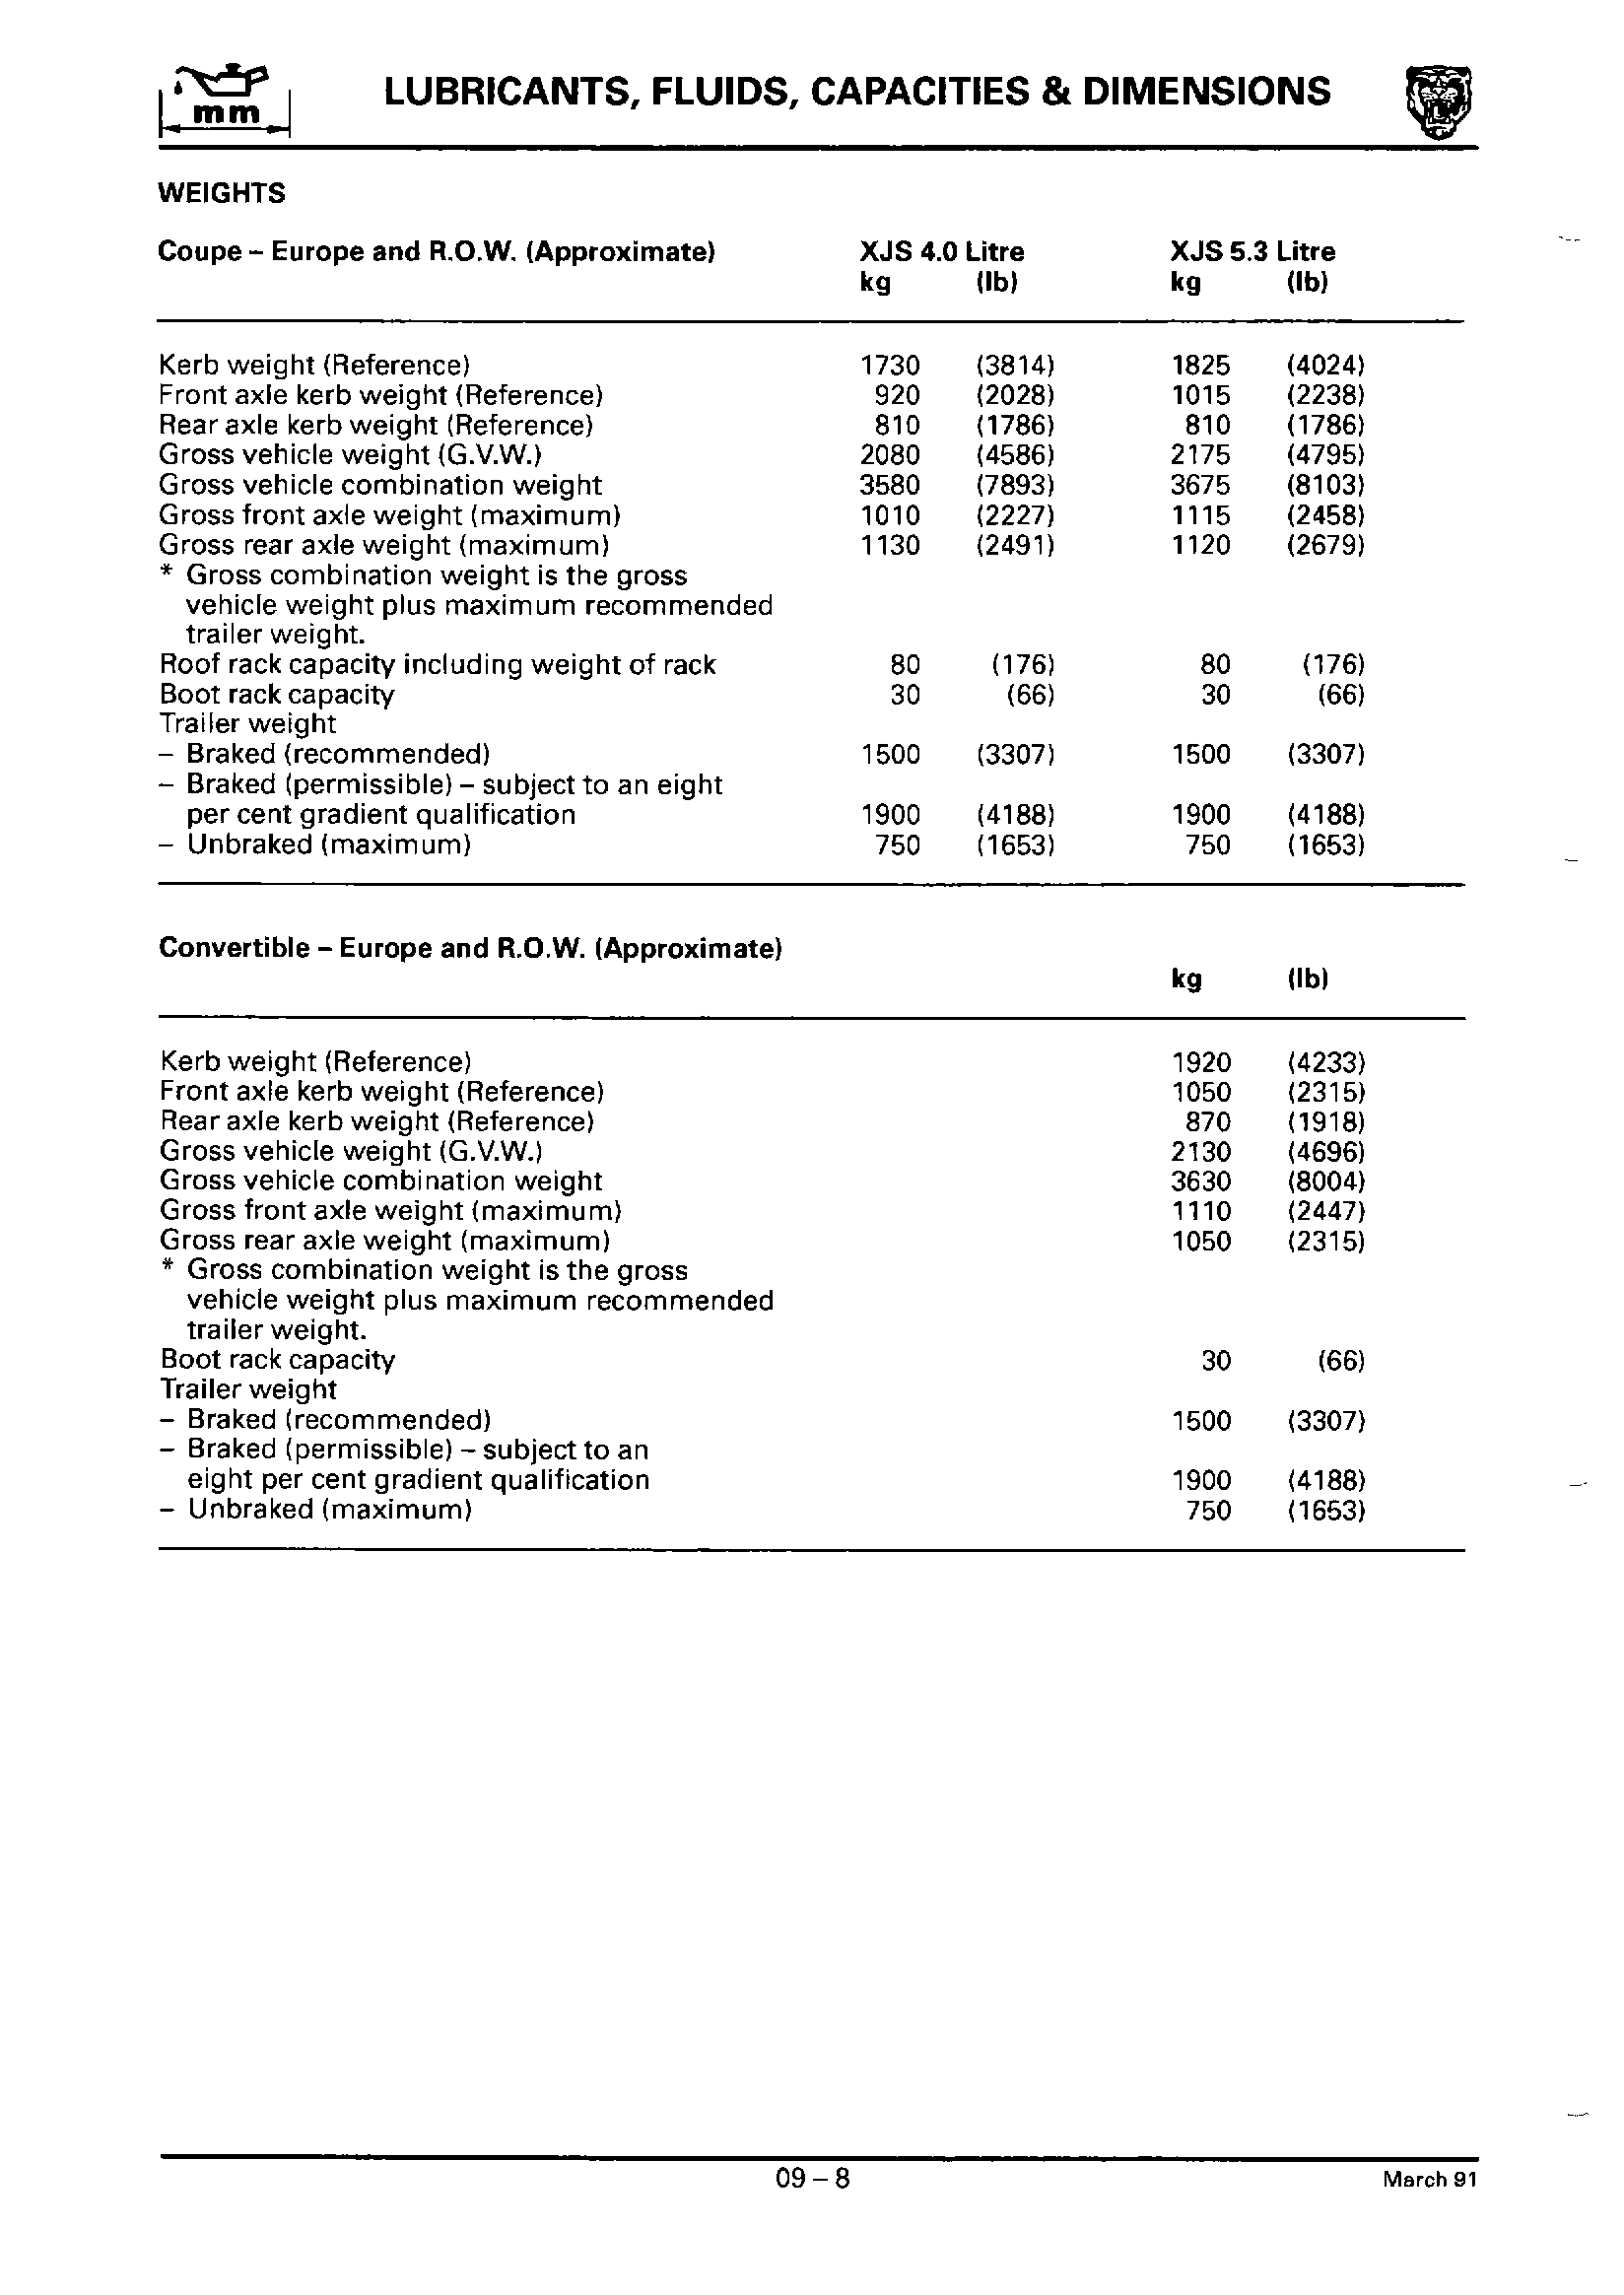 mm
LUBRICANTS, FLUIDS, CAPACITIES & DIMENSIONS
WEIGHTS
Coupe – Europe and R.O.W. (Approximate) XJS 4.0 Litre XJS 5.3 Litre
kg (lb) kg (lb)
Kerb weight (Reference) 1730 (3814) 1825 (4024)
Front axle kerb weight (Reference) 920 (2028) 1015 (2238)
Rear axle kerb weight (Reference) 810 (1786) 810 (1786)
Gross vehicle weight (G.V.W.) 2080 (4586) 2175 (4795)
Gross vehicle combination weight 3580 (7893) 3675 (8103)
Gross front axle weight (maximum) 1010 (2227) 1115 (2458)
Gross rear axle weight (maximum) 1130 (2491) 1120 (2679)
* Gross combination weight is the gross
vehicle weight plus maximum recommended
trailer weight.
Roof rack capacity including weight of rack 80 (176) 80 (176)
Boot rack capacity 30 (66) 30 (66)
Trailer weight
– Braked (recommended) 1500 (3307) 1500 (3307)
– Braked (permissible) – subject to an eight
per cent gradient qualification 1900 (4188) 1900 (4188)
– Unbraked (maximum) 750 (1653) 750 (1653)
Convertible – Europe and R.O.W. (Approximate)
kg (lb)
Kerb weight (Reference) 1920 (4233)
Front axle kerb weight (Reference) 1050 (2315)
Rear axle kerb weight (Reference) 870 (1918)
Gross vehicle weight (G.V.W.) 2130 (4696)
Gross vehicle combination weight 3630 (8004)
Gross front axle weight (maximum) 1110 (2447)
Gross rear axle weight (maximum) 1050 (2315)
* Gross combination weight is the gross
vehicle weight plus maximum recommended
trailer weight.
Boot rack capacity 30 (66)
Trailer weight
– Braked (recommended) 1500 (3307)
– Braked (permissible) – subject to an
eight per cent gradient qualification 1900 (4188)
– Unbraked (maximum) 750 (1653)
09 – 8
March 91